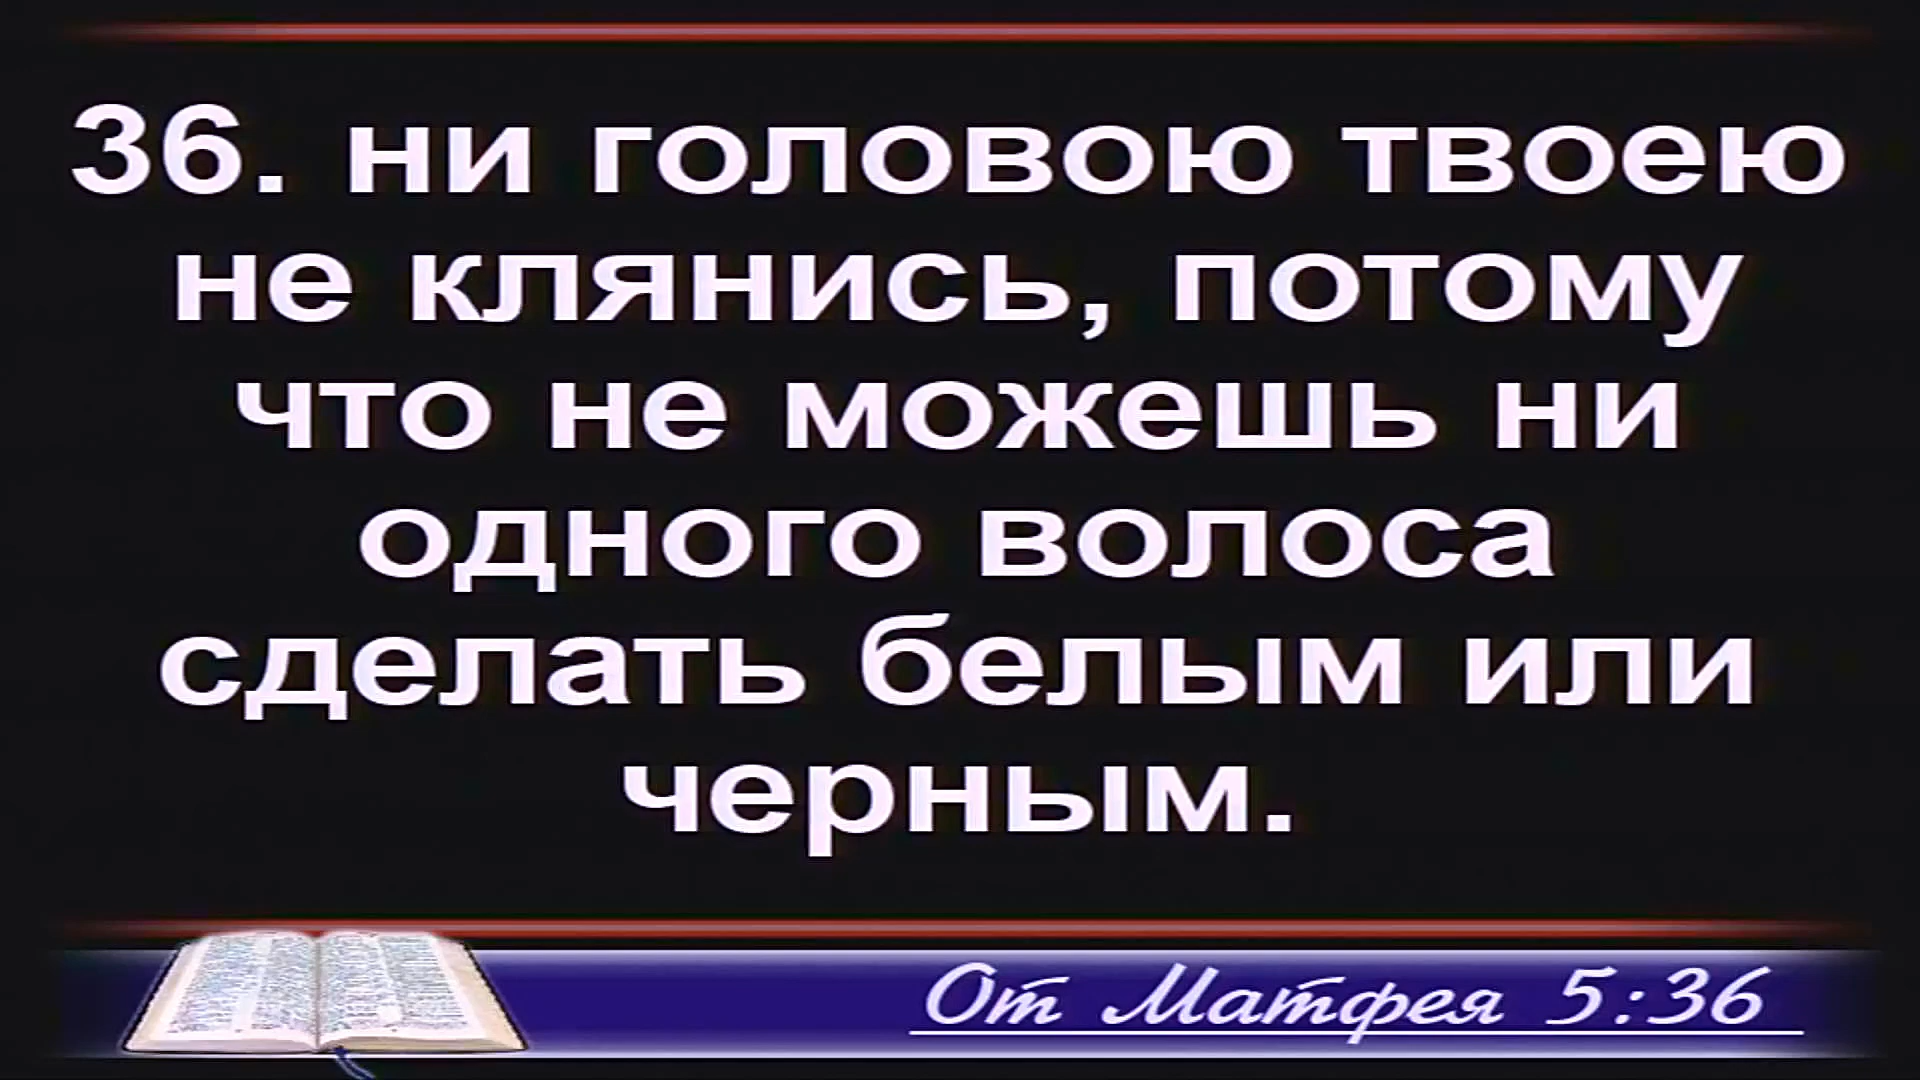 36. ни головою твоею
не клянись, потому
что не можешь ни
одного волоса
сделать белым или
черным.
От Матфея 5:36